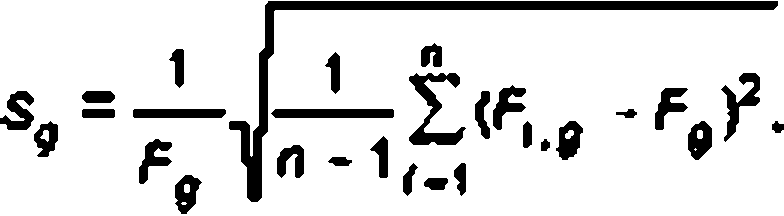 S_g = \frac{1}{F_g} \sqrt{\frac{1}{n-1} \sum_{i=1}^{n} (F_{i,g} - F_g)^2}.